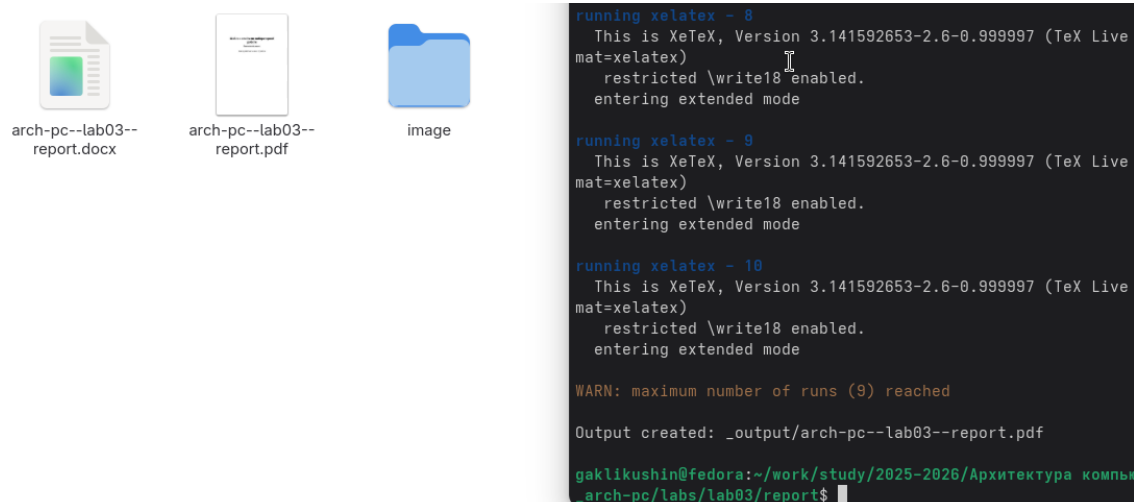 arch-pc--lab03--
report.docx
arch-pc--lab03--
report.pdf
image
running xelatex - 8
This is XeTeX, Version 3.141592653-2.6-0.999997 (TeX Live
mat=xelatex)
restricted \write18 enabled.
entering extended mode
running xelatex - 9
This is XeTeX, Version 3.141592653-2.6-0.999997 (TeX Live
mat=xelatex)
restricted \write18 enabled.
entering extended mode
running xelatex - 10
This is XeTeX, Version 3.141592653-2.6-0.999997 (TeX Live
mat=xelatex)
restricted \write18 enabled.
entering extended mode
WARN: maximum number of runs (9) reached
Output created: _output/arch-pc--lab03--report.pdf
gaklikushin@fedora:~/work/study/2025-2026/Архитектура компь
_arch-pc/labs/lab03/report$